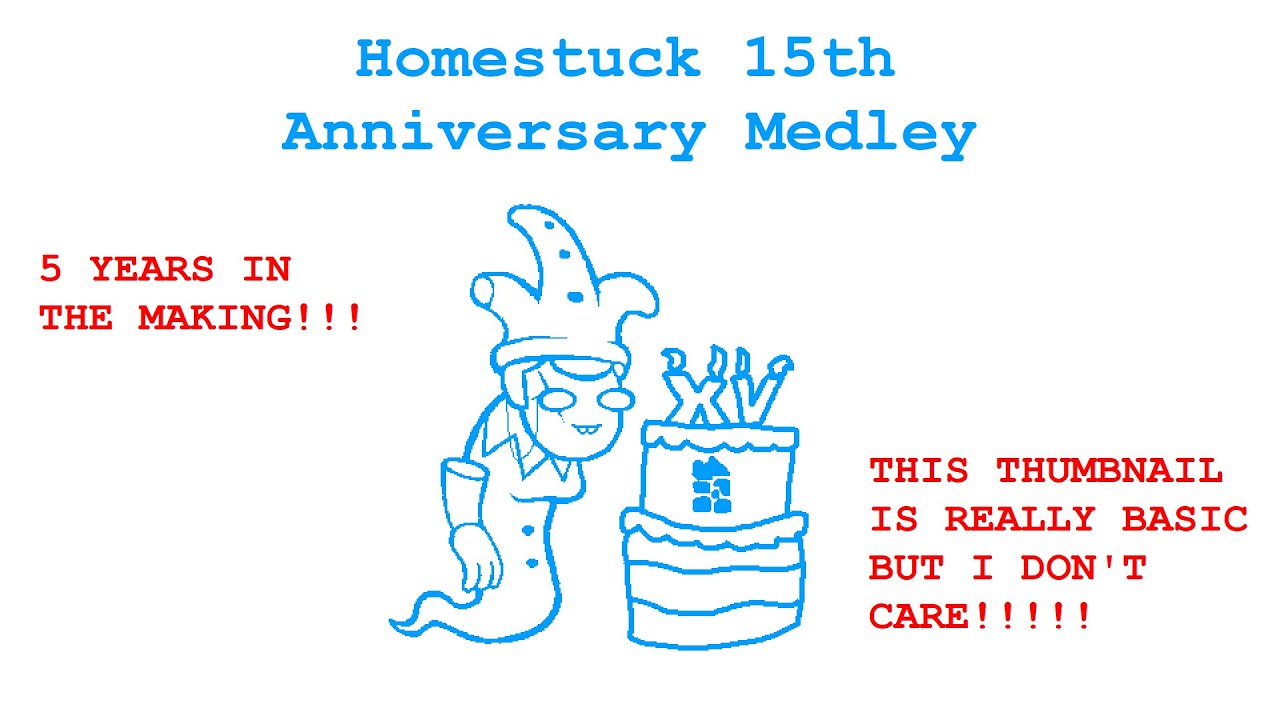 Homestuck 15th
Anniversary Medley
5 YEARS IN
THE MAKING!!!
XV
THIS THUMBNAIL
IS REALLY BASIC
BUT I DON'T
CARE!!!!!